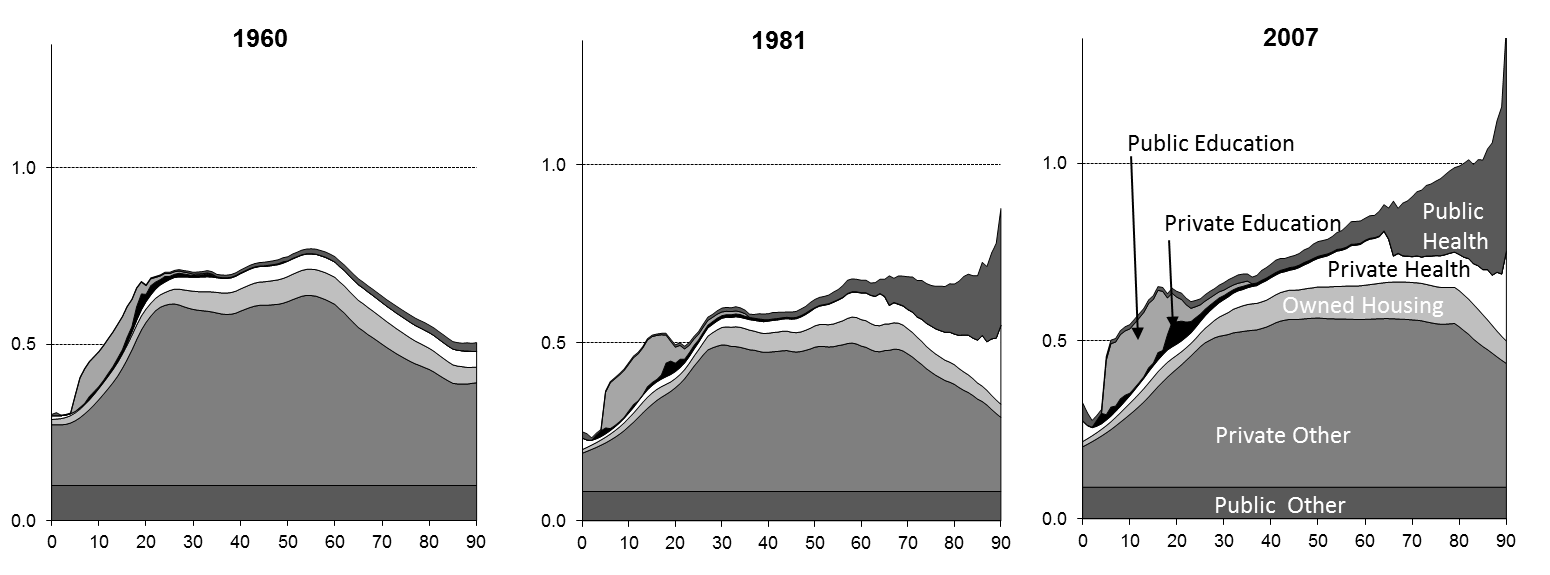 1960
1.0
0.5
0.0
0 10 20 30 40 50 60 70 80 90
1981
1.0
0.5
0.0
0 10 20 30 40 50 60 70 80 90
2007
1.0
0.5
0.0
Public Education
Private Education
Public
Health
Private Health
Owned Housing
Private Other
Public Other
0 10 20 30 40 50 60 70 80 90